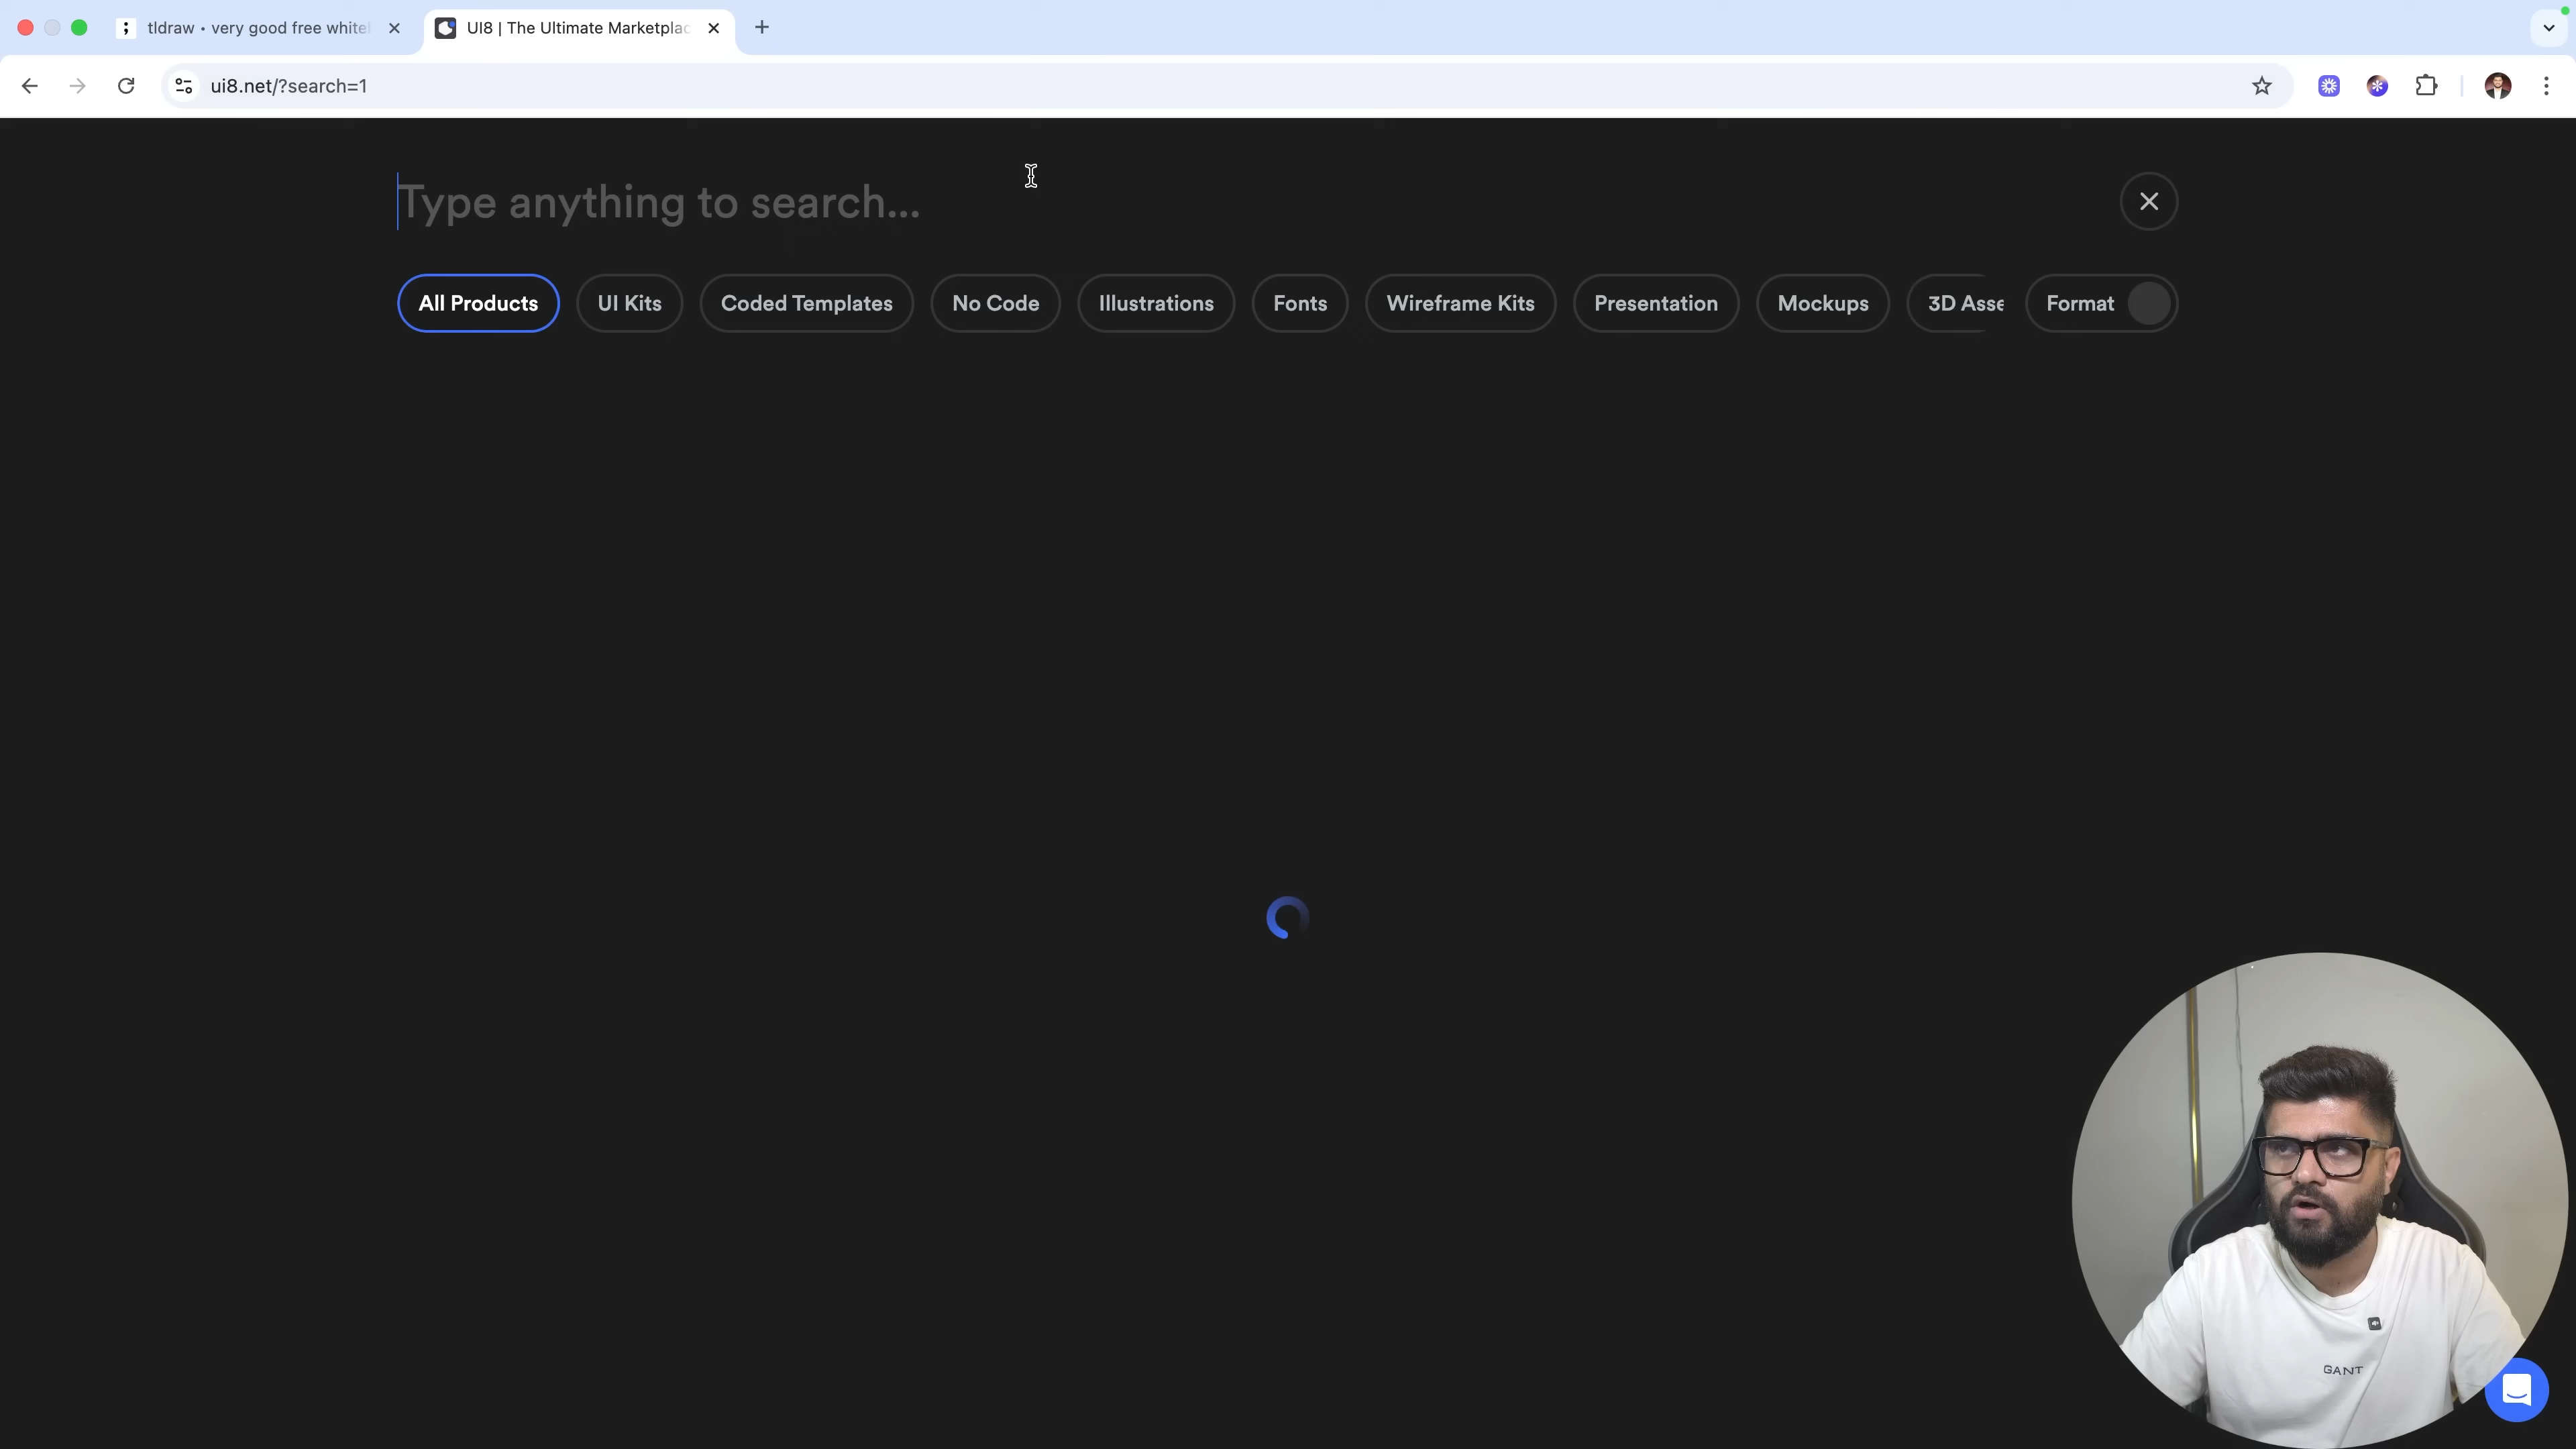 tldraw • very good free white
UI8 | The Ultimate Marketplac
ui8.net/?search=1
Type anything to search...
All Products
UI Kits
Coded Templates
No Code
Illustrations
Fonts
Wireframe Kits
Presentation
Mockups
3D Asse
Format
GANT